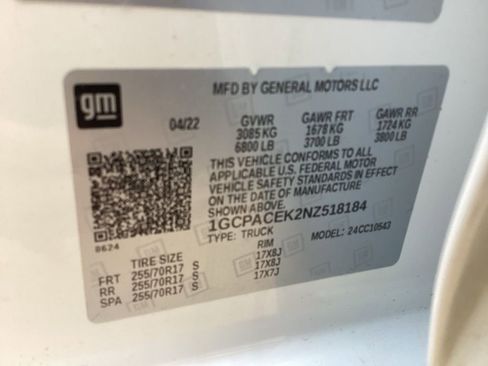 MFD BY GENERAL MOTORS LLC
gm
04/22 GVWR GAWR FRT GAWR RR
3085 KG 1678 KG 1724 KG
6800 LB 3700 LB 3800 LB
THIS VEHICLE CONFORMS TO ALL
APPLICABLE U.S. FEDERAL MOTOR
VEHICLE SAFETY STANDARDS IN EFFECT
ON THE DATE OF MANUFACTURE
SHOWN ABOVE.
1GCPACEK2NZ518184
8624
TYPE: TRUCK MODEL: 24CC10543
TIRE SIZE RIM
FRT 255/70R17 S 17X8J
RR 255/70R17 S 17X8J
SPA 255/70R17 S 17X7J